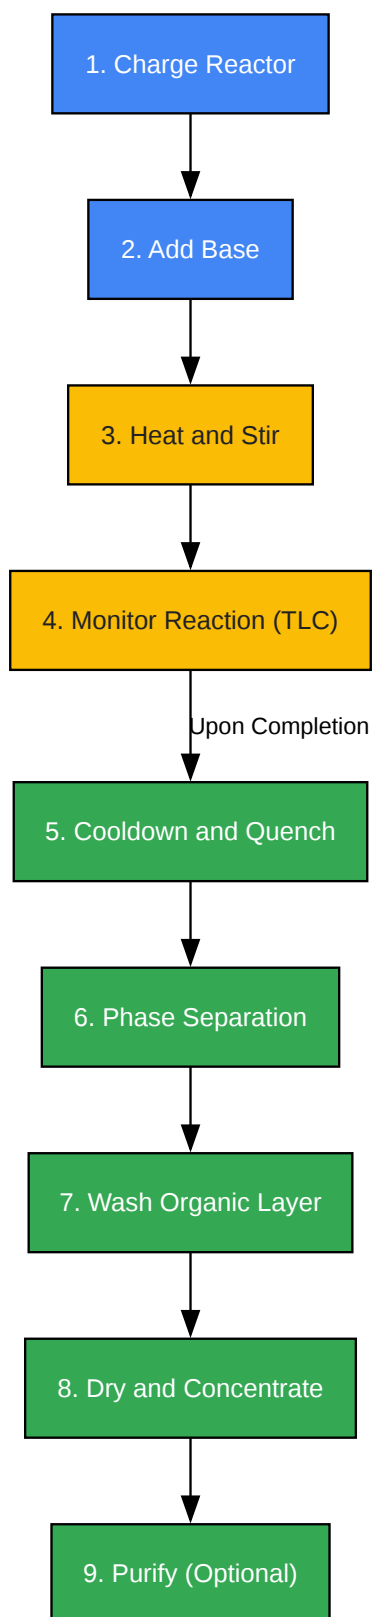 1. Charge Reactor
2. Add Base
3. Heat and Stir
4. Monitor Reaction (TLC)
Upon Completion
5. Cooldown and Quench
6. Phase Separation
7. Wash Organic Layer
8. Dry and Concentrate
9. Purify (Optional)